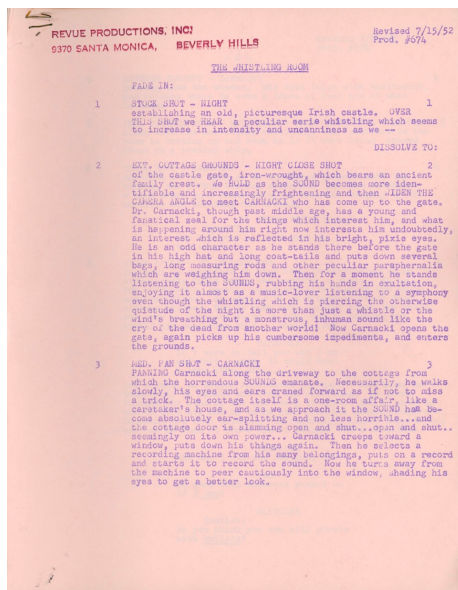 REVUE PRODUCTIONS, INC.
9370 SANTA MONICA, BEVERLY HILLS
Revised 7/15/52
Prod. #674
THE WHISTLING ROOM
FADE IN:
1 STOCK SHOT - NIGHT 1
establishing an old, picturesque Irish castle. OVER
THIS SHOT we HEAR a peculiar eerie whistling which seems
to increase in intensity and uncanniness as we --
DISSOLVE TO:
2 EXT. COTTAGE GROUNDS - NIGHT CLOSE SHOT 2
of the castle gate, iron-wrought, which bears an ancient
family crest. We HOLD as the SOUND becomes more iden-
tifiable and increasingly frightening and then WIDEN THE
CAMERA ANGLE to meet CARNACKI who has come up to the gate.
Dr. Carnacki, though past middle age, has a young and
fanatical zeal for the things which interest him, and what
is happening around him right now interests him undoubtedly,
an interest which is reflected in his bright, pixie eyes.
He is an odd character as he stands there before the gate
in his high hat and long coat-tails and puts down several
bags, long measuring rods and other peculiar paraphernalia
which are weighing him down. Then for a moment he stands
listening to the SOUNDS, rubbing his hands in exultation,
enjoying it almost as a music-lover listening to a symphony
even though the whistling which is piercing the otherwise
quietude of the night is more than just a whistle or the
wind's breathing but a monstrous, inhuman sound like the
cry of the dead from another world! Now Carnacki opens the
gate, again picks up his cumbersome impediments, and enters
the grounds.
3 MED. PAN SHOT - CARNACKI 3
PANNING Carnacki along the driveway to the cottage from
which the horrendous SOUNDS emanate. Necessarily, he walks
slowly, his eyes and ears craned forward as if not to miss
a trick. The cottage itself is a one-room affair, like a
caretaker's house, and as we approach it the SOUND has be-
come absolutely ear-splitting and no less horrible...and
the cottage door is slamming open and shut...open and shut..
seemingly on its own power... Carnacki creeps toward a
window, puts down his things again. Then he selects a
recording machine from his many belongings, puts on a record
and starts it to record the sound. Now he turns away from
the machine to peer cautiously into the window, shading his
eyes to get a better look.